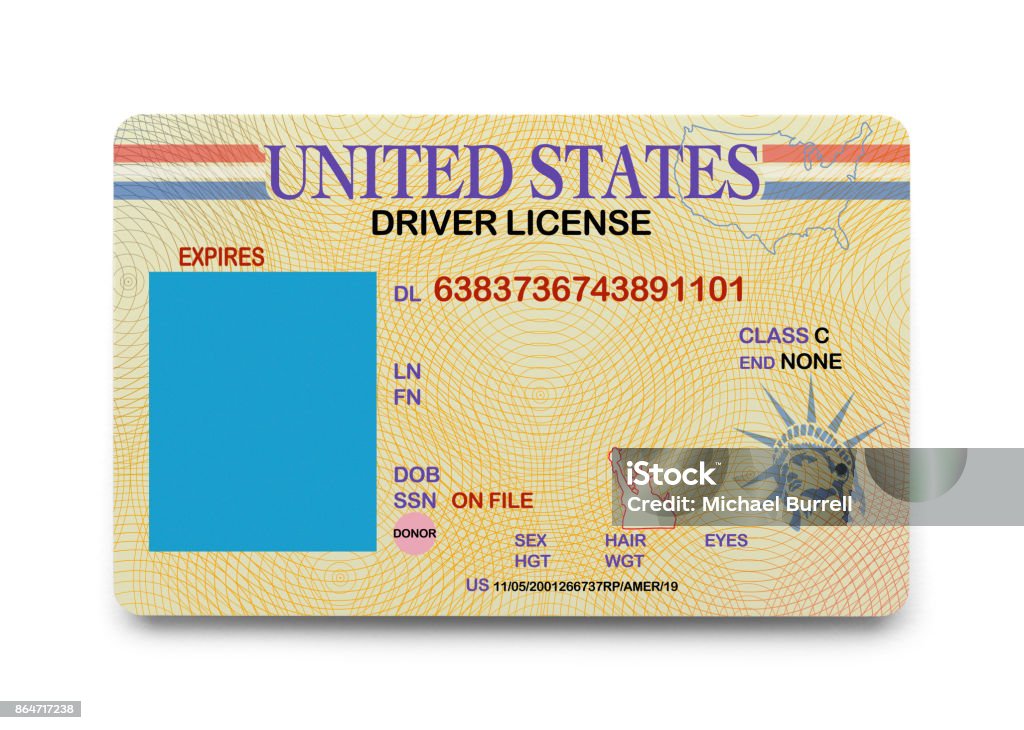 UNITED STATES
DRIVER LICENSE
EXPIRES
DL 6383736743891101
CLASS C
END NONE
LN
FN
DOB
SSN ON FILE
DONOR
SEX HAIR EYES
HGT WGT
US 11/05/2001266737RP/AMER/19
iStock™
Credit: Michael Burrell
864717238